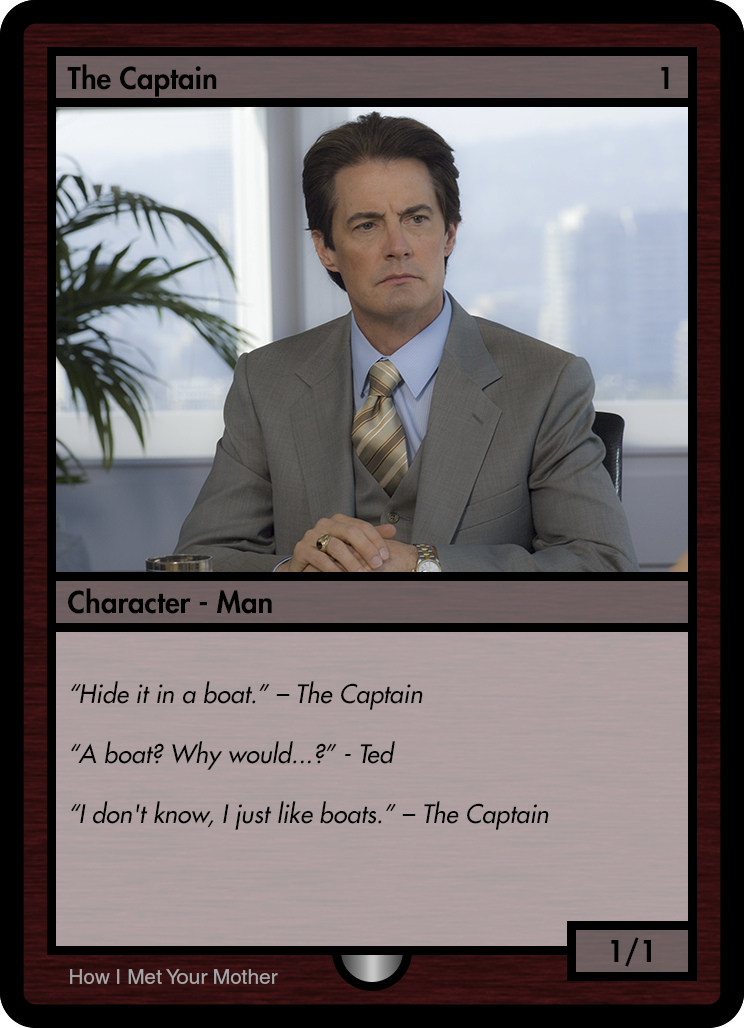 The Captain 1
Character - Man
“Hide it in a boat.” – The Captain
“A boat? Why would...?” - Ted
“I don't know, I just like boats.” – The Captain
1/1
How I Met Your Mother